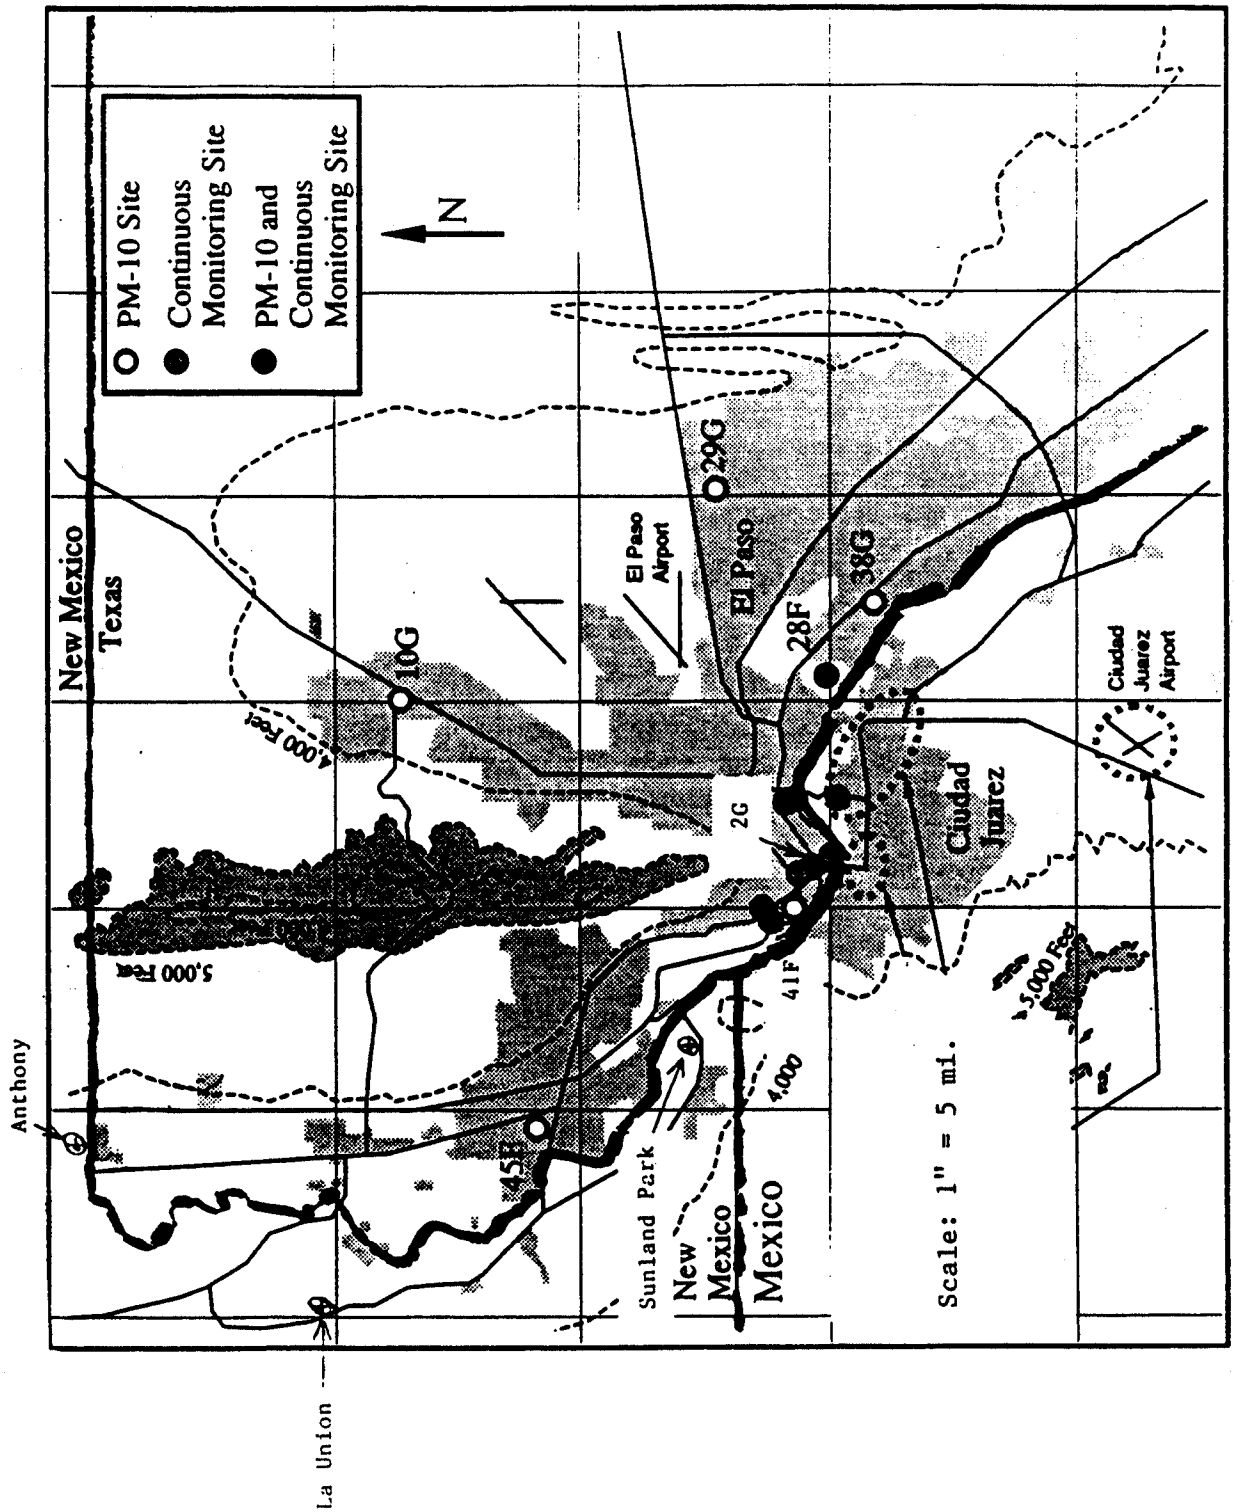 Anthony
La Union
New Mexico
Texas
PM-10 Site
Continuous
Monitoring Site
PM-10 and
Continuous
Monitoring Site
N
5,000 Feet
4,000 Feet
10G
El Paso
Airport
29G
El Paso
45H
Sunland Park
New
Mexico
Mexico
4,000
41F
2G
28F
38G
Ciudad
Juarez
5,000 Feet
Ciudad
Juarez
Airport
Scale: 1" = 5 mi.